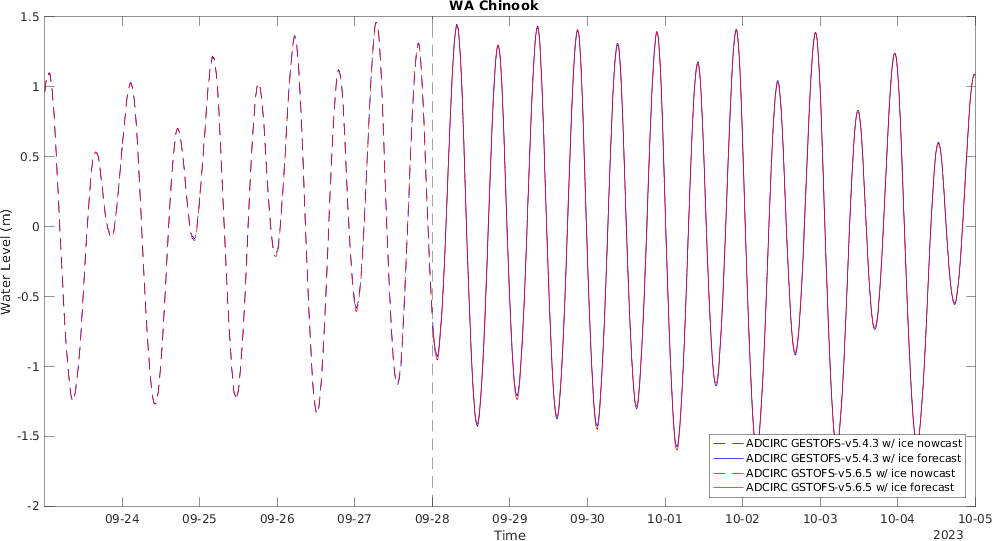 WA Chinook
1.5
1
0.5
0
-0.5
-1
-1.5
-2
Water Level (m)
ADCIRC GESTOFS-v5.4.3 w/ ice nowcast
ADCIRC GESTOFS-v5.4.3 w/ ice forecast
ADCIRC GSTOFS-v5.6.5 w/ ice nowcast
ADCIRC GSTOFS-v5.6.5 w/ ice forecast
09-24 09-25 09-26 09-27 09-28 09-29 09-30 10-01 10-02 10-03 10-04 10-05
Time
2023